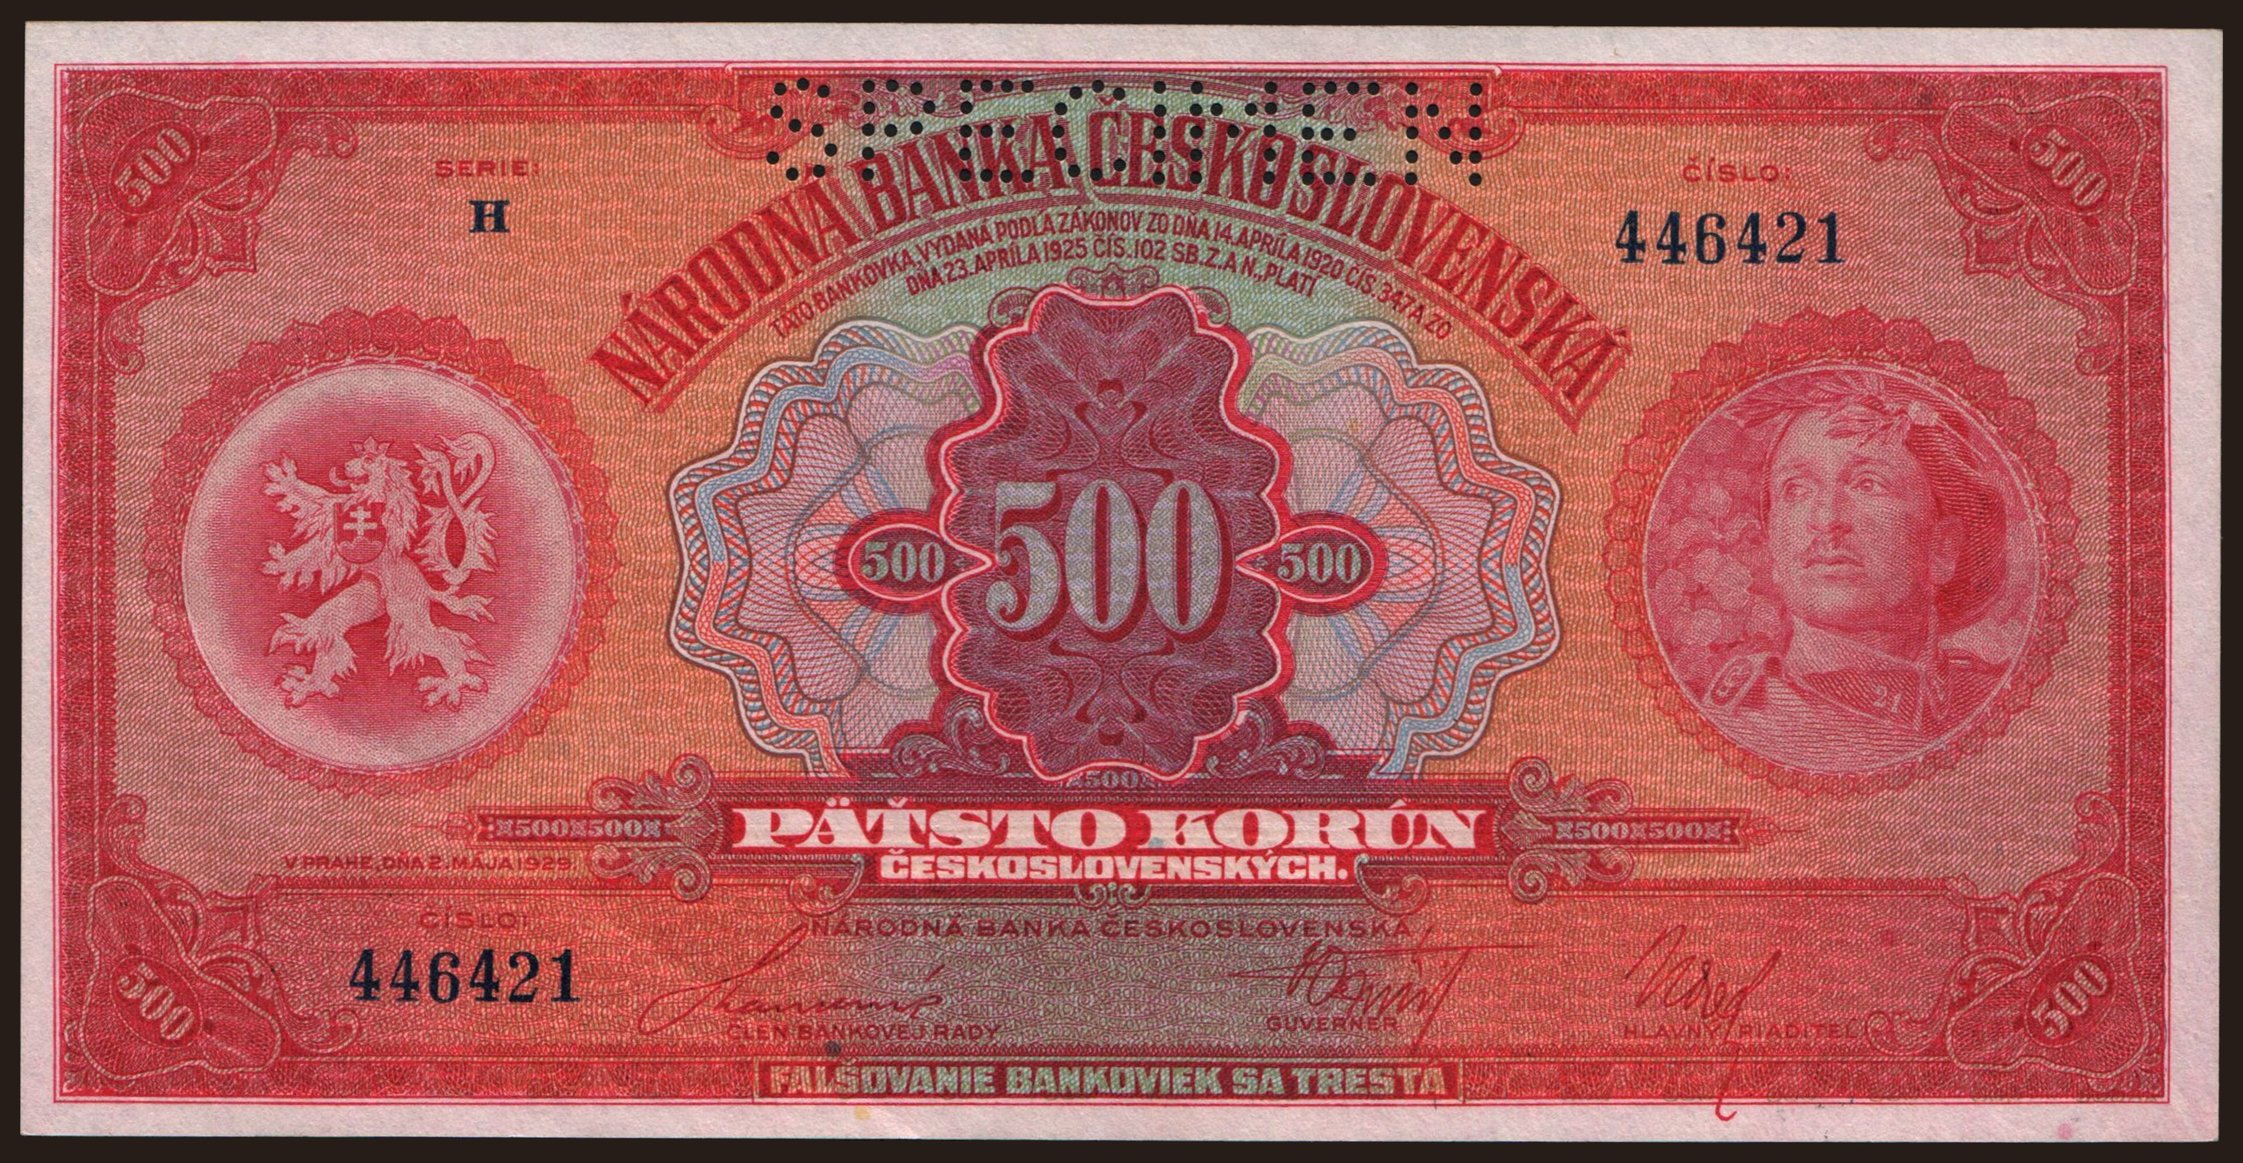 SPECIMEN
500
500
SERIE:
H
ČÍSLO:
446421
NÁRODNÁ BANKA ČESKOSLOVENSKÁ
TÁTO BANKOVKA, VYDANÁ PODĽA ZÁKONOV ZO DŇA 14. APRÍLA 1920 ČÍS. 347 A ZO
DŇA 23. APRÍLA 1925 ČÍS. 102 SB. Z. A N., PLATÍ
500
500
500
500
PÄŤSTO KORÚN
ČESKOSLOVENSKÝCH.
500 500
500 500
V PRAHE, DŇA 2. MÁJA 1929.
ČÍSLO:
446421
NÁRODNÁ BANKA ČESKOSLOVENSKÁ
ČLEN BANKOVEJ RADY
GUVERNÉR
HLAVNÝ RIADITEĽ
500
500
FALŠOVANIE BANKOVIEK SA TRESTÁ